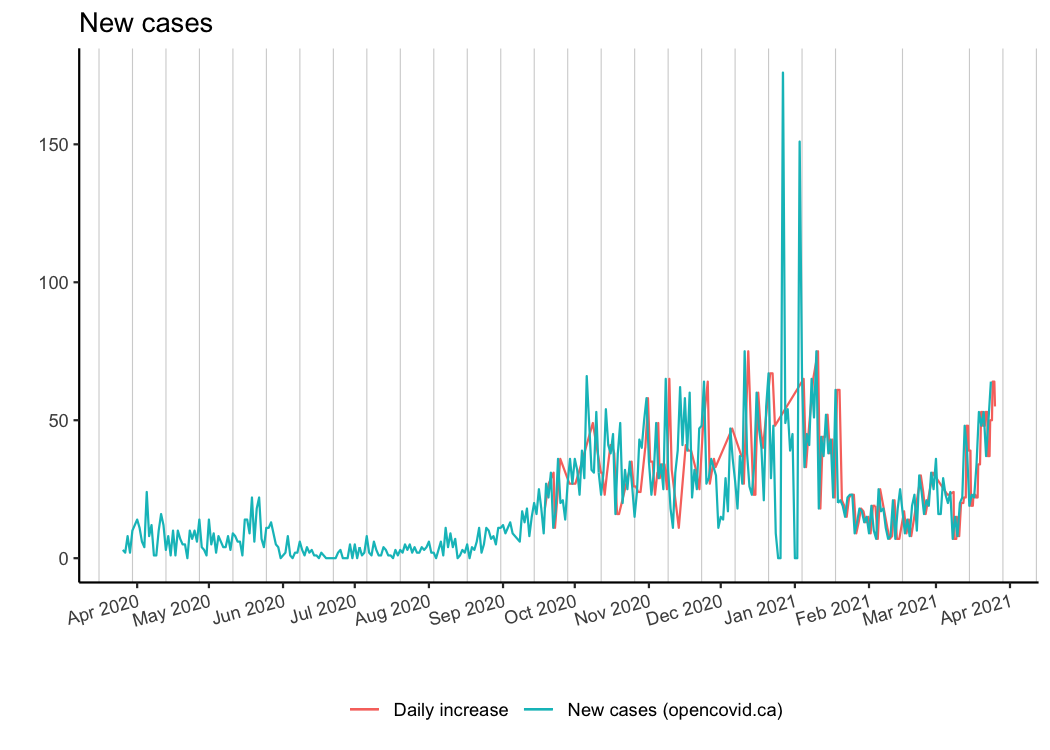 New cases
150
100
50
0
Apr 2020 May 2020 Jun 2020 Jul 2020 Aug 2020 Sep 2020 Oct 2020 Nov 2020 Dec 2020 Jan 2021 Feb 2021 Mar 2021 Apr 2021
Daily increase New cases (opencovid.ca)